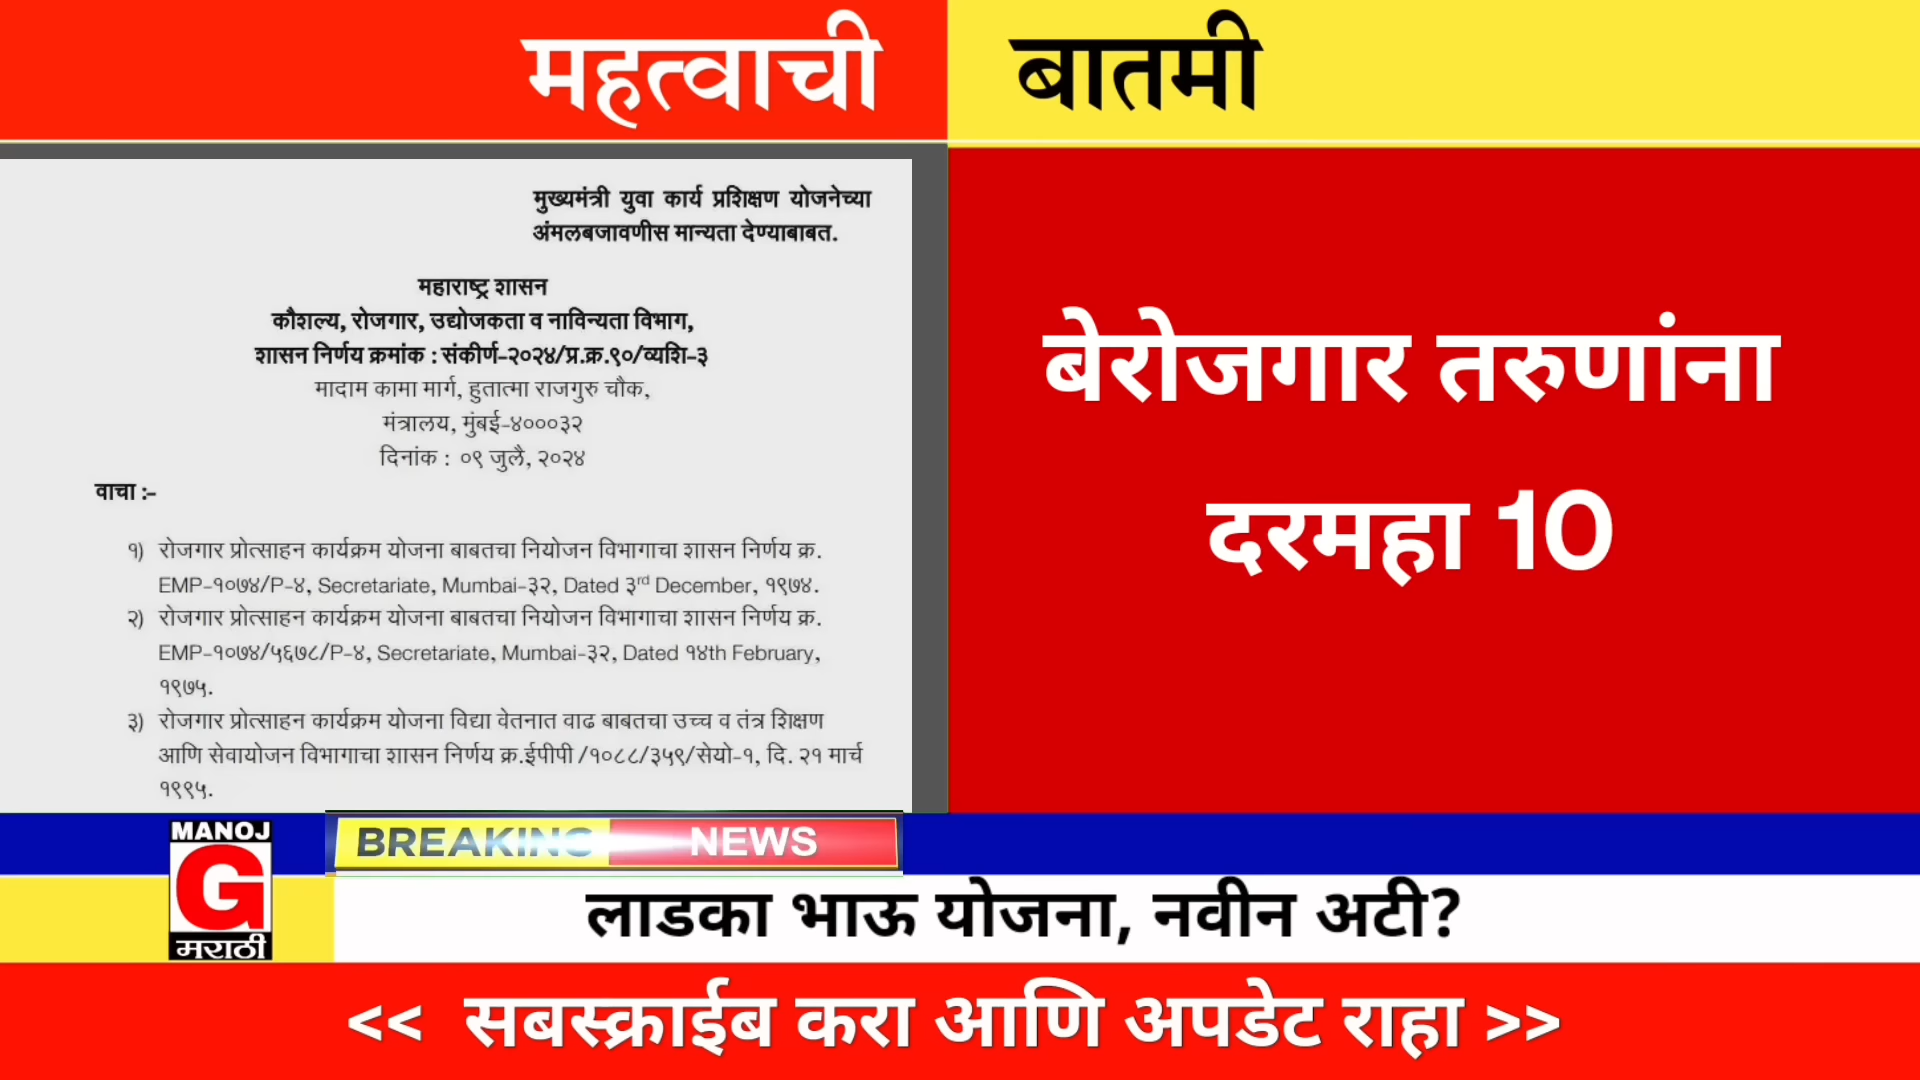 महत्वाची बातमी
मुख्यमंत्री युवा कार्य प्रशिक्षण योजनेच्या
अंमलबजावणीस मान्यता देण्याबाबत.
महाराष्ट्र शासन
कौशल्य, रोजगार, उद्योजकता व नाविन्यता विभाग,
शासन निर्णय क्रमांक : संकीर्ण-२०२४/प्र.क्र.९०/व्यशि-३
मादाम कामा मार्ग, हुतात्मा राजगुरु चौक,
मंत्रालय, मुंबई-४०००३२
दिनांक : ०९ जुलै, २०२४
वाचा :-
१) रोजगार प्रोत्साहन कार्यक्रम योजना बाबतचा नियोजन विभागाचा शासन निर्णय क्र.
EMP-१०७४/P-४, Secretariate, Mumbai-३२, Dated ३rd December, १९७४.
२) रोजगार प्रोत्साहन कार्यक्रम योजना बाबतचा नियोजन विभागाचा शासन निर्णय क्र.
EMP-१०७४/५६७८/P-४, Secretariate, Mumbai-३२, Dated १४th February,
१९७५.
३) रोजगार प्रोत्साहन कार्यक्रम योजना विद्या वेतनात वाढ बाबतचा उच्च व तंत्र शिक्षण
आणि सेवायोजन विभागाचा शासन निर्णय क्र.ईपीपी /१०८८/३५९/सेयो-१, दि. २१ मार्च
१९९५.
बेरोजगार तरुणांना
दरमहा 10
MANOJ
G
मराठी
BREAKING NEWS
लाडका भाऊ योजना, नवीन अटी?
<< सबस्क्राईब करा आणि अपडेट राहा >>